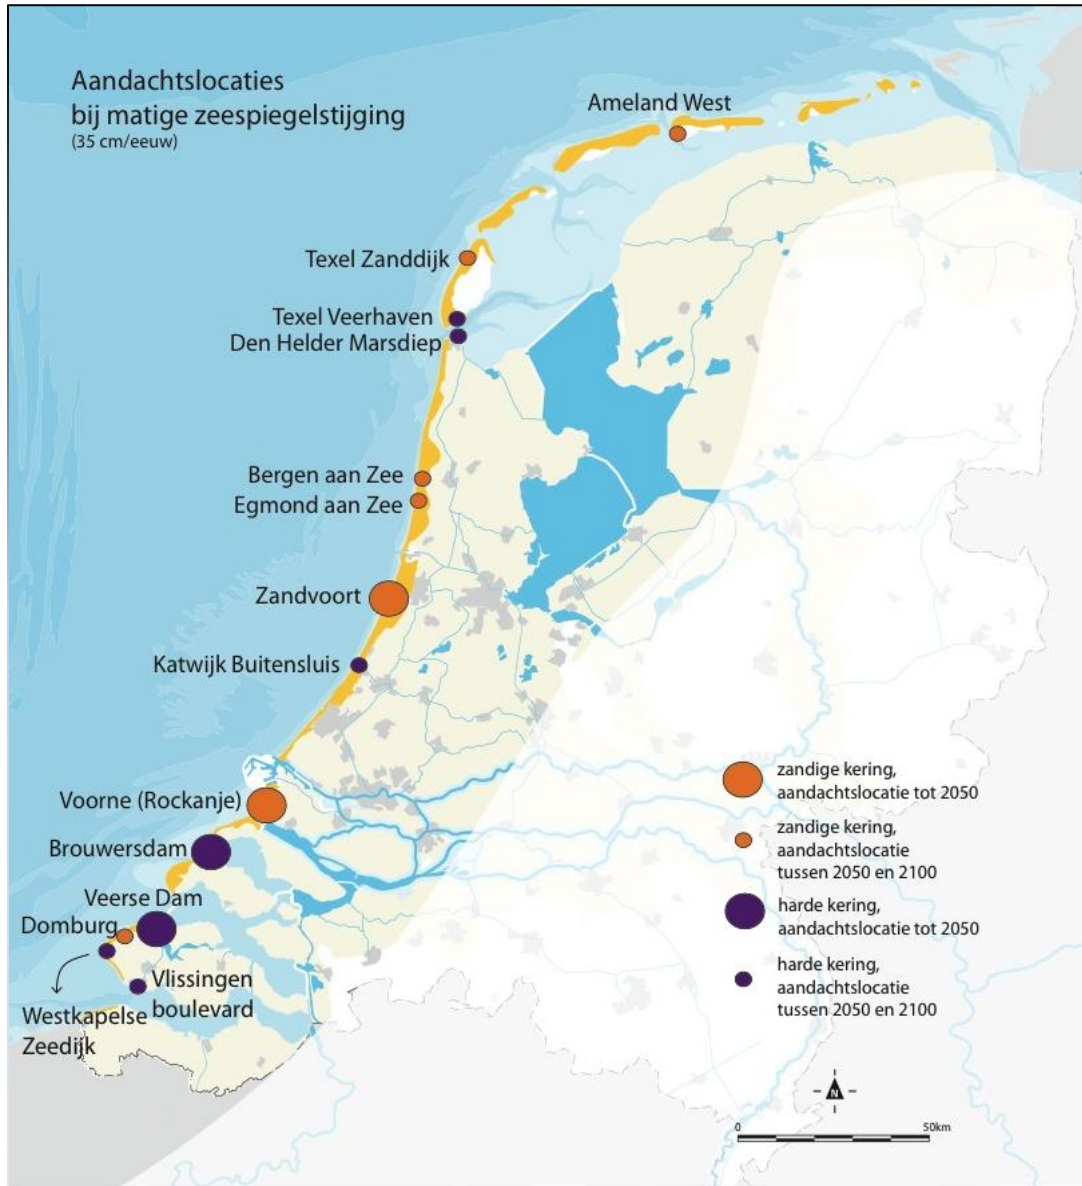 Aandachtslocaties
bij matige zeespiegelstijging
(35 cm/eeuw)
Ameland West
Texel Zanddijk
Texel Veerhaven
Den Helder Marsdiep
Bergen aan Zee
Egmond aan Zee
Zandvoort
Katwijk Buitensluis
Voorne (Rockanje)
Brouwersdam
Veerse Dam
Domburg
Vlissingen
boulevard
Westkapelse
Zeedijk
zandige kering,
aandachtslocatie tot 2050
zandige kering,
aandachtslocatie
tussen 2050 en 2100
harde kering,
aandachtslocatie tot 2050
harde kering,
aandachtslocatie
tussen 2050 en 2100
N
0 50km